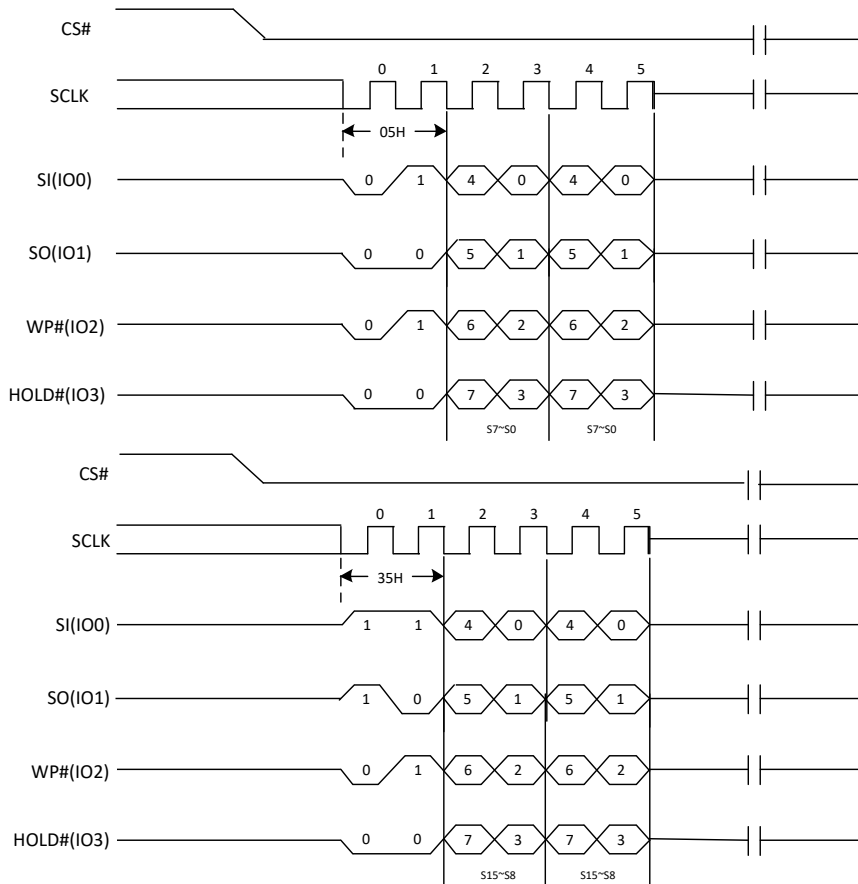 CS#
0 1 2 3 4 5
SCLK
05H
SI(IO0) 0 1 4 0 4 0
SO(IO1) 0 0 5 1 5 1
WP#(IO2) 0 1 6 2 6 2
HOLD#(IO3) 0 0 7 3 7 3
S7~S0 S7~S0
CS#
0 1 2 3 4 5
SCLK
35H
SI(IO0) 1 1 4 0 4 0
SO(IO1) 1 0 5 1 5 1
WP#(IO2) 0 1 6 2 6 2
HOLD#(IO3) 0 0 7 3 7 3
S15~S8 S15~S8